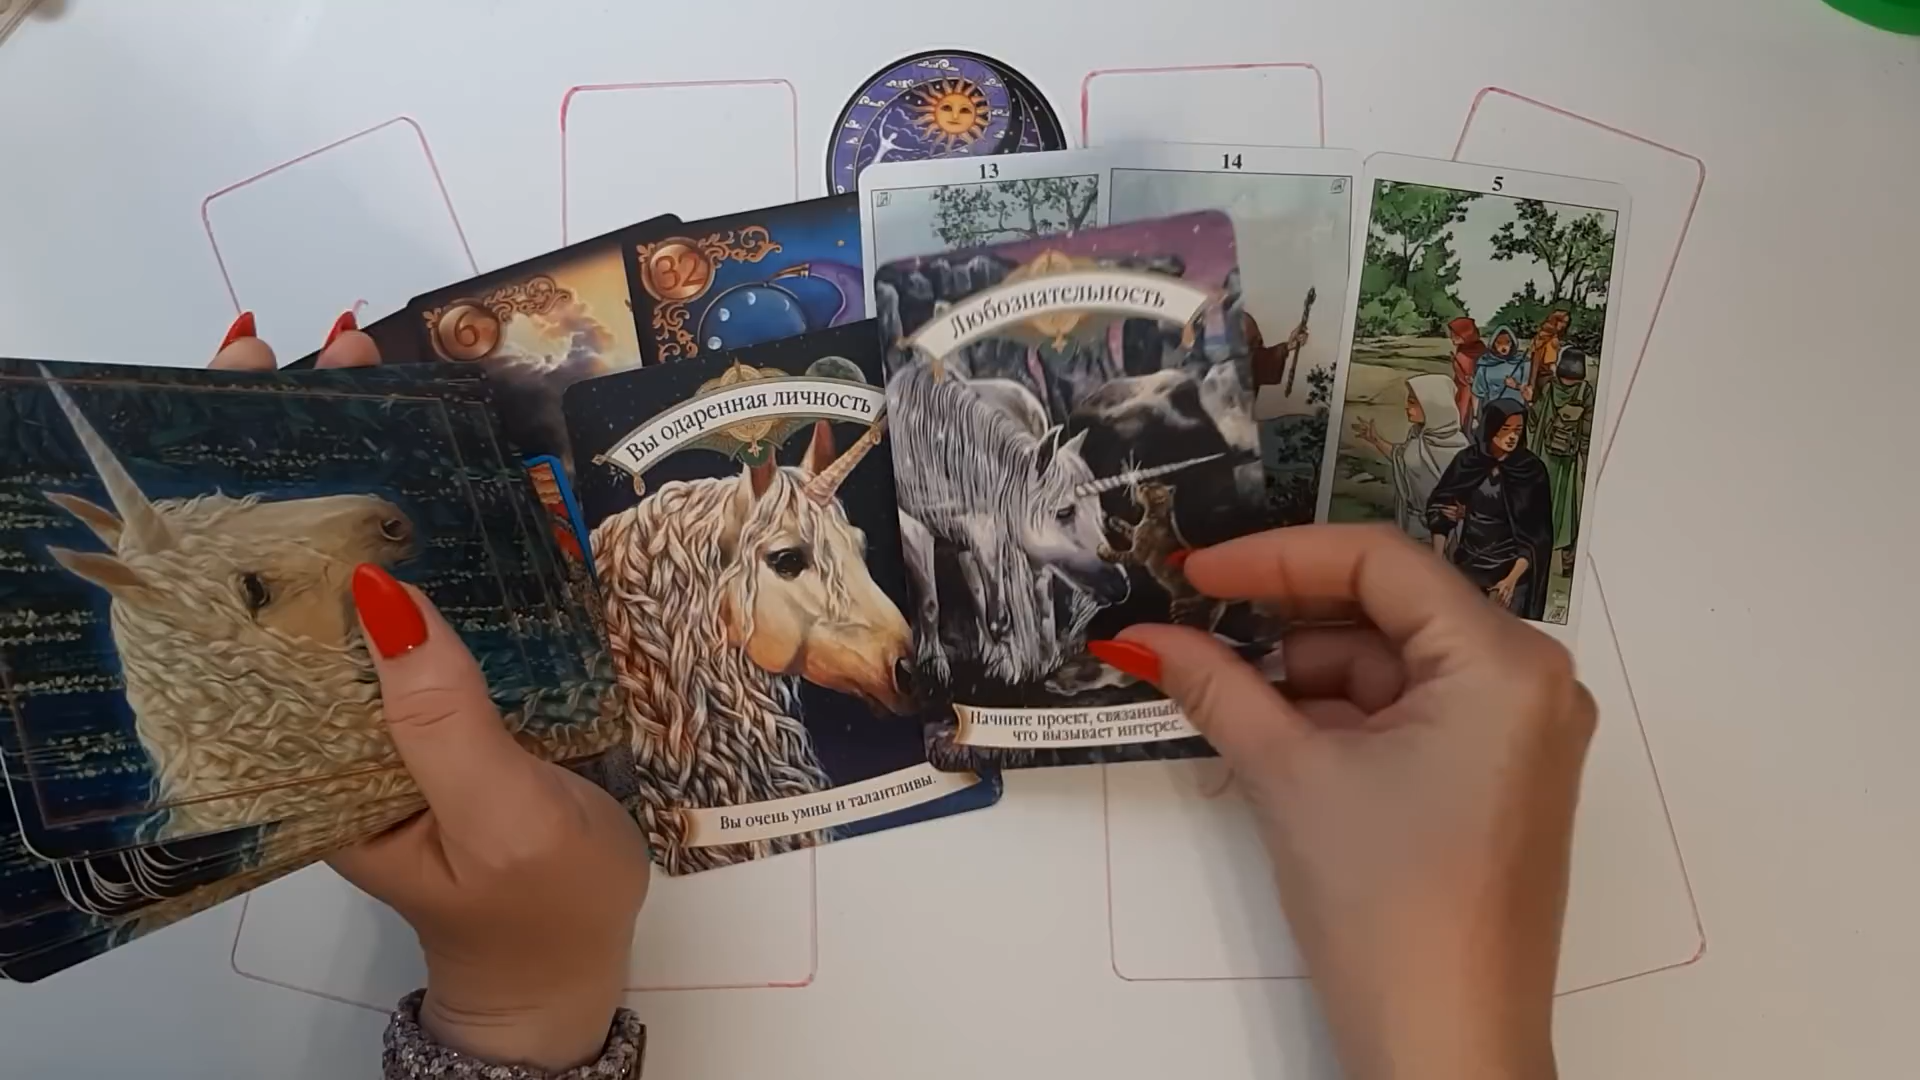 13
14
5
32
6
Любознательность
Вы одаренная личность
Начните проект, связанный
что вызывает интерес.
Вы очень умны и талантливы.